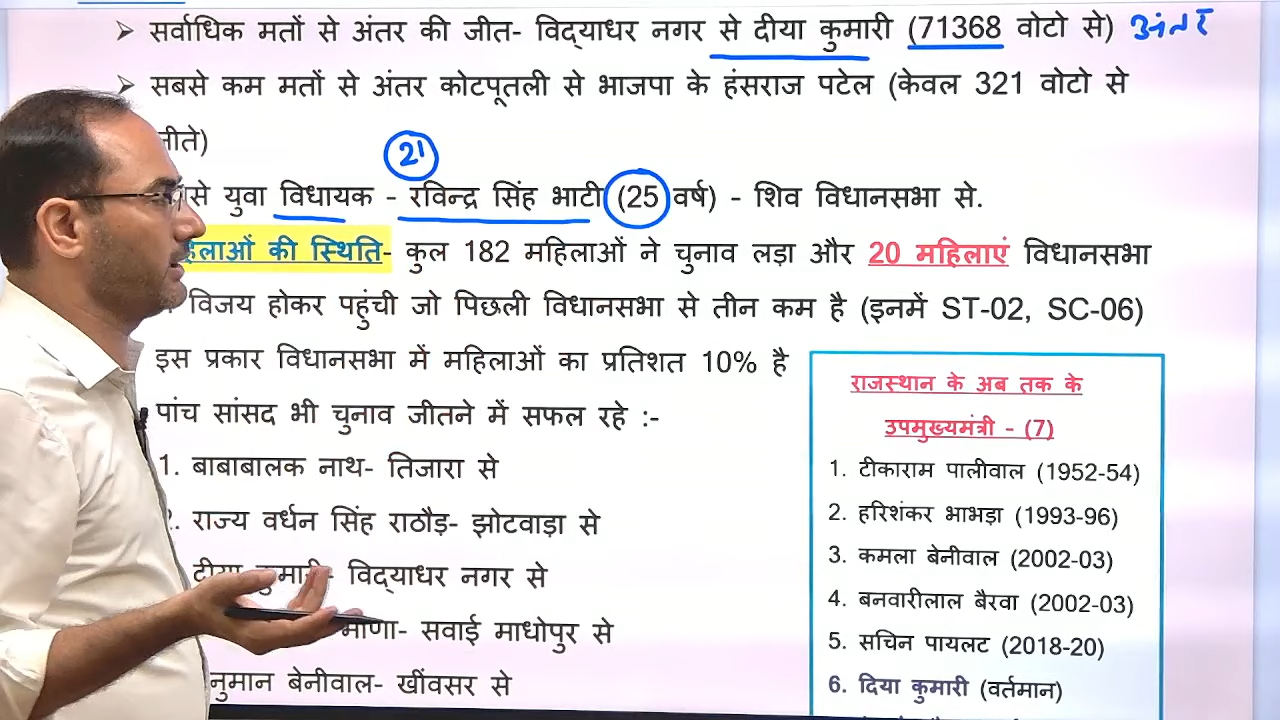 ➢ सर्वाधिक मतों से अंतर की जीत- विद्याधर नगर से दीया कुमारी (71368 वोटो से) अंतर
➢ सबसे कम मतों से अंतर कोटपूतली से भाजपा के हंसराज पटेल (केवल 321 वोटो से
21
युवा विधायक - रविन्द्र सिंह भाटी (25 वर्ष) - शिव विधानसभा से.
की स्थिति- कुल 182 महिलाओं ने चुनाव लड़ा और 20 महिलाएं विधानसभा
विजय होकर पहुंची जो पिछली विधानसभा से तीन कम है (इनमें ST-02, SC-06)
इस प्रकार विधानसभा में महिलाओं का प्रतिशत 10% है
पांच सांसद भी चुनाव जीतने में सफल रहे :-
1. बाबाबालक नाथ- तिजारा से
राज्य वर्धन सिंह राठौड़- झोटवाड़ा से
दीया कुमारी- विद्याधर नगर से
सवाई माधोपुर से
बेनीवाल- खींवसर से
राजस्थान के अब तक के
उपमुख्यमंत्री - (7)
1. टीकाराम पालीवाल (1952-54)
2. हरिशंकर भाभड़ा (1993-96)
3. कमला बेनीवाल (2002-03)
4. बनवारीलाल बैरवा (2002-03)
5. सचिन पायलट (2018-20)
6. दिया कुमारी (वर्तमान)